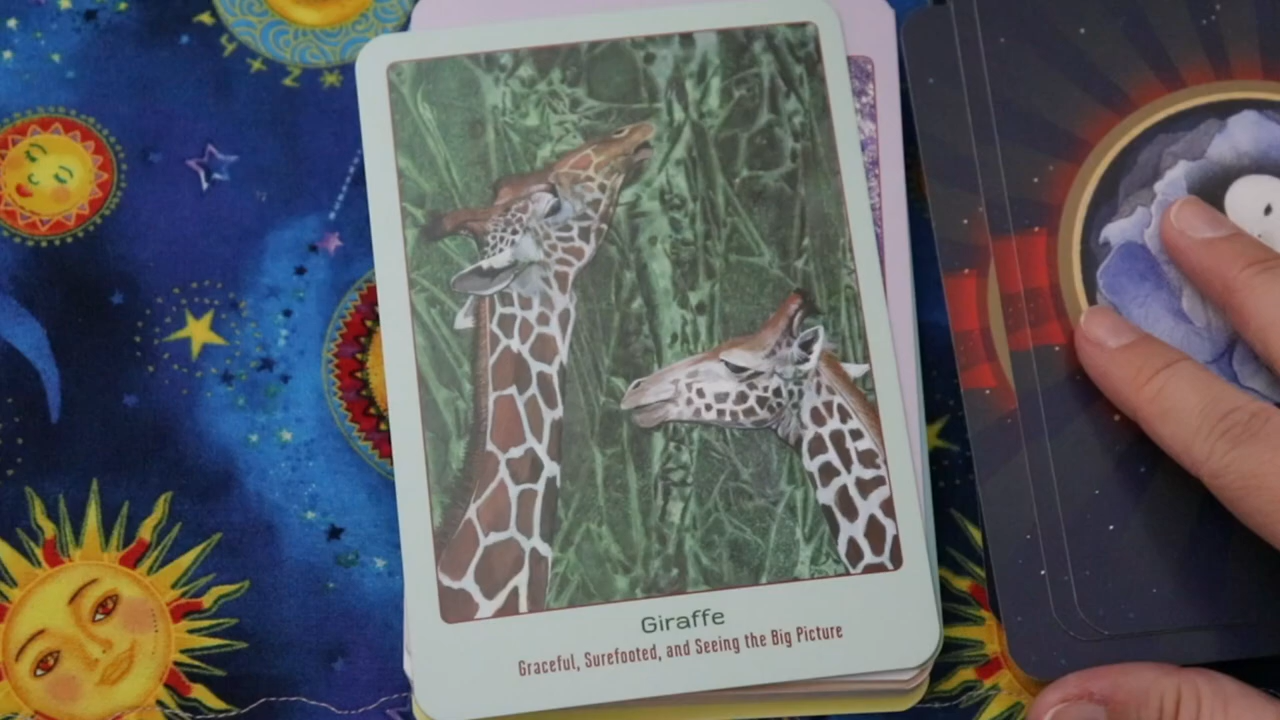 Giraffe
Graceful, Surefooted, and Seeing the Big Picture